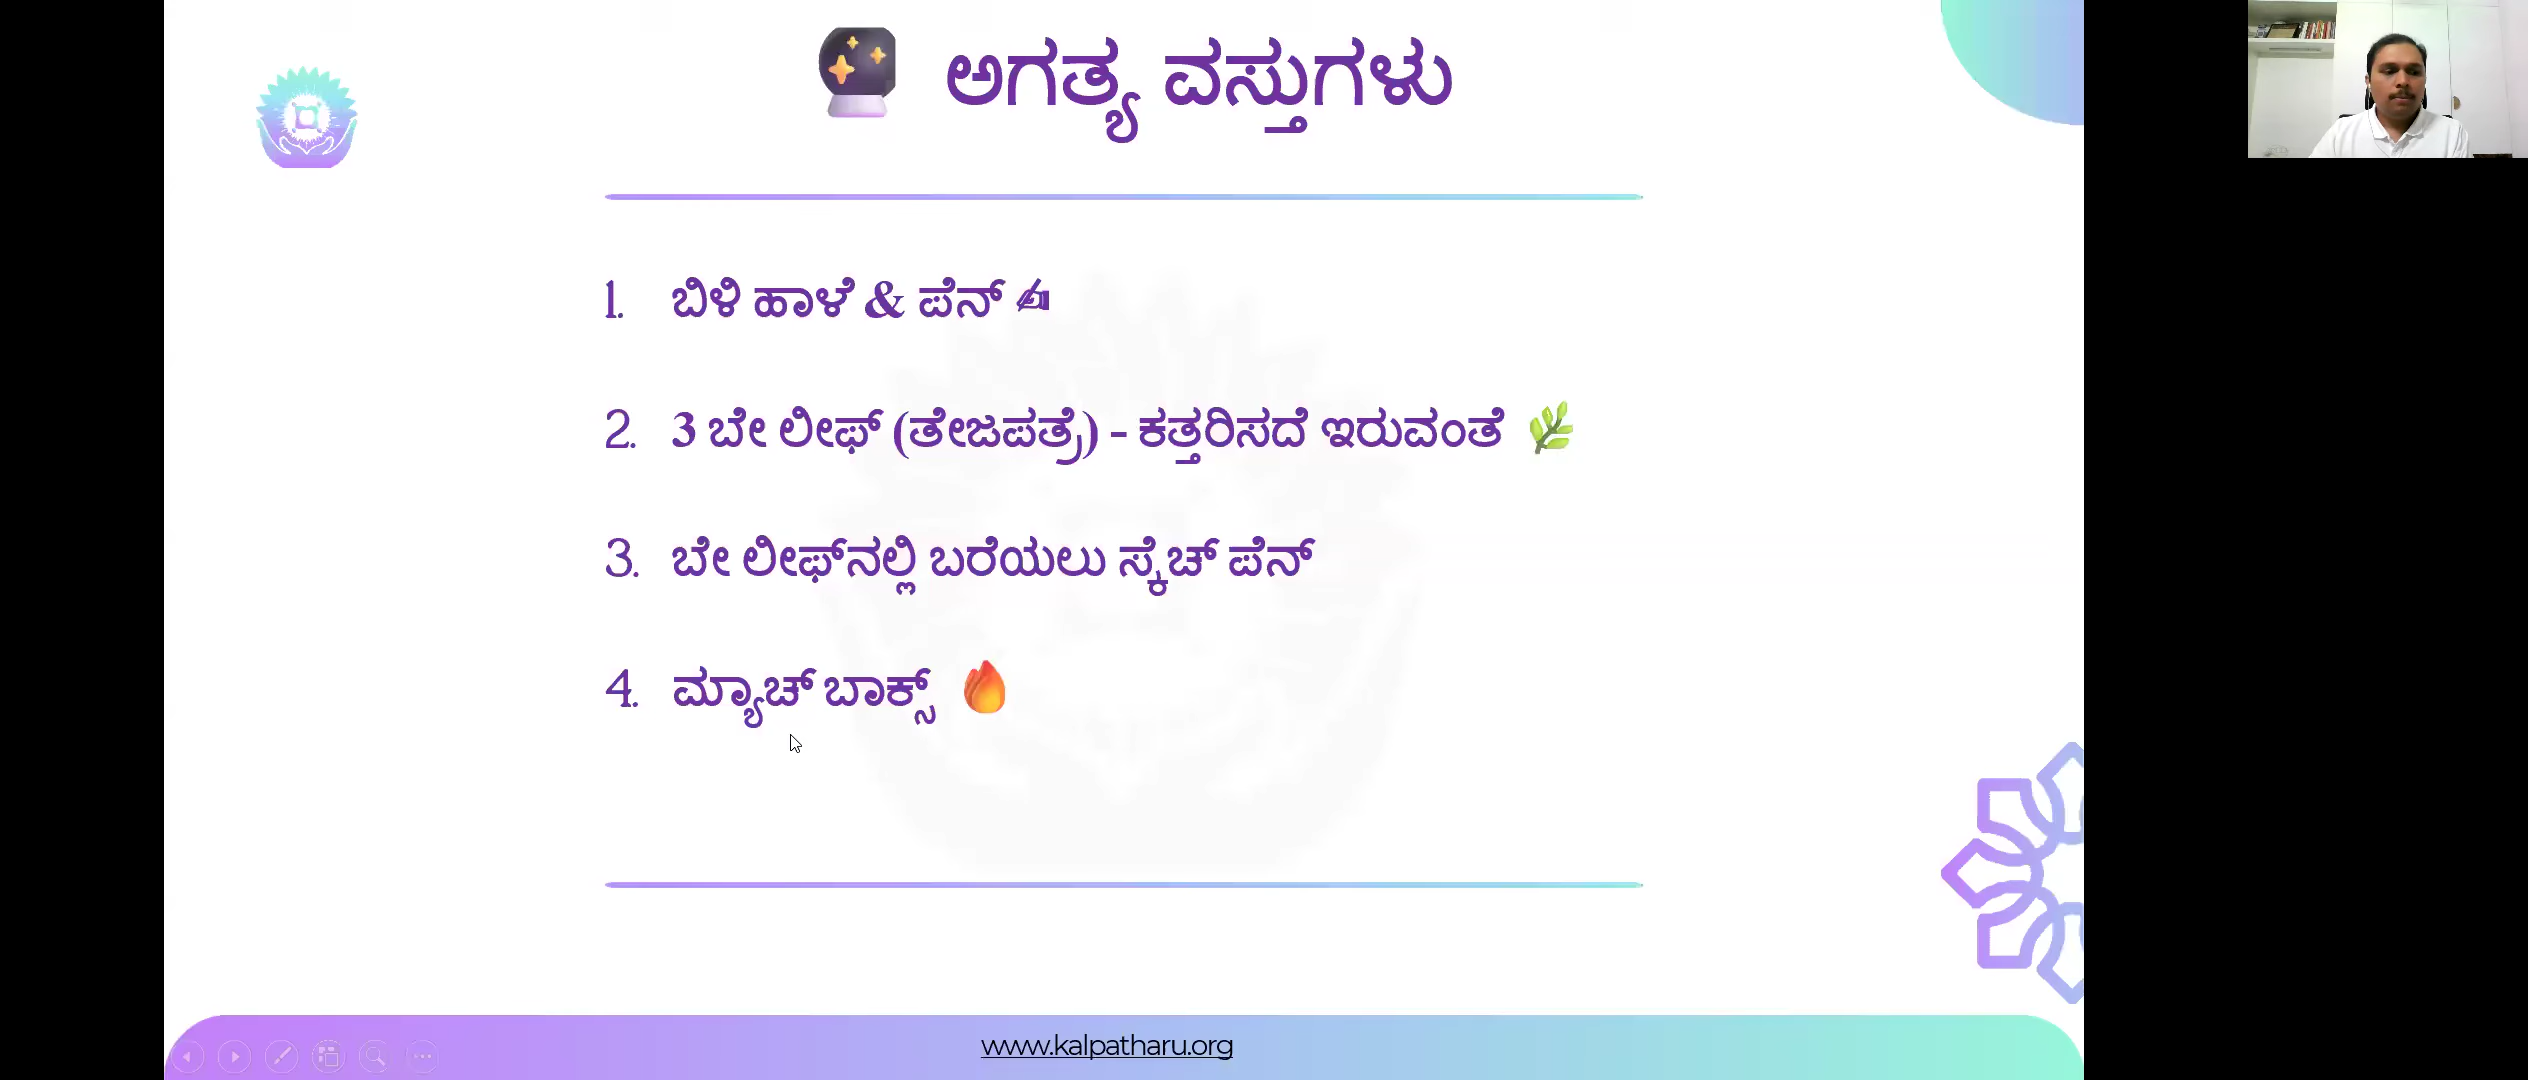 ಅಗತ್ಯ ವಸ್ತುಗಳು
1. ಬಿಳಿ ಹಾಳೆ & ಪೆನ್ ✍
2. 3 ಬೇ ಲೀಫ್ (ತೇಜಪತ್ರೆ) - ಕತ್ತರಿಸದೆ ಇರುವಂತೆ 🌿
3. ಬೇ ಲೀಫ್‌ನಲ್ಲಿ ಬರೆಯಲು ಸ್ಕೆಚ್ ಪೆನ್
4. ಮ್ಯಾಚ್ ಬಾಕ್ಸ್ 🔥
www.kalpatharu.org